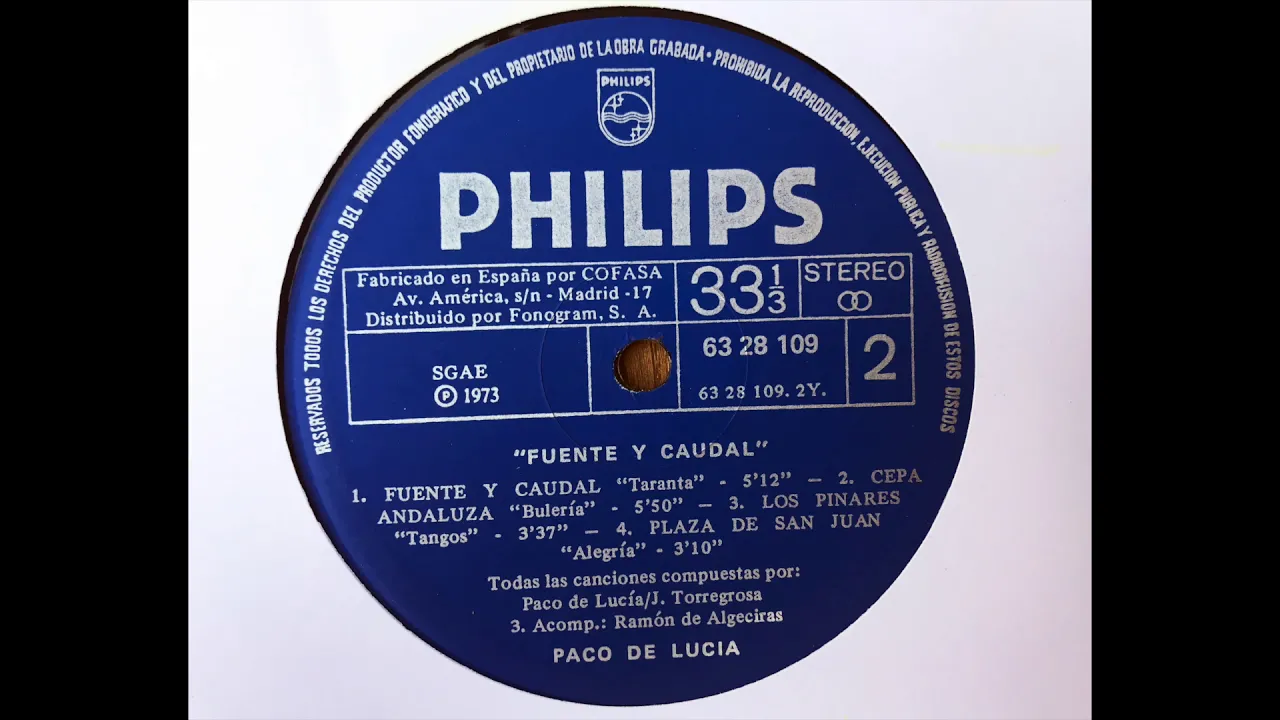 RESERVADOS TODOS LOS DERECHOS DEL PRODUCTOR FONOGRAFICO Y DEL PROPIETARIO DE LA OBRA GRABADA • PROHIBIDA LA REPRODUCCION, EJECUCION PUBLICA Y RADIODIFUSION DE ESTOS DISCOS
PHILIPS
PHILIPS
Fabricado en España por COFASA
Av. América, s/n - Madrid -17
Distribuido por Fonogram, S. A.
33 1/3
STEREO
SGAE
℗ 1973
63 28 109
63 28 109. 2Y.
2
"FUENTE Y CAUDAL"
1. FUENTE Y CAUDAL "Taranta" - 5'12" — 2. CEPA
ANDALUZA "Bulería" - 5'50" — 3. LOS PINARES
"Tangos" - 3'37" — 4. PLAZA DE SAN JUAN
"Alegría" - 3'10"
Todas las canciones compuestas por:
Paco de Lucía/J. Torregrosa
3. Acomp.: Ramón de Algeciras
PACO DE LUCIA